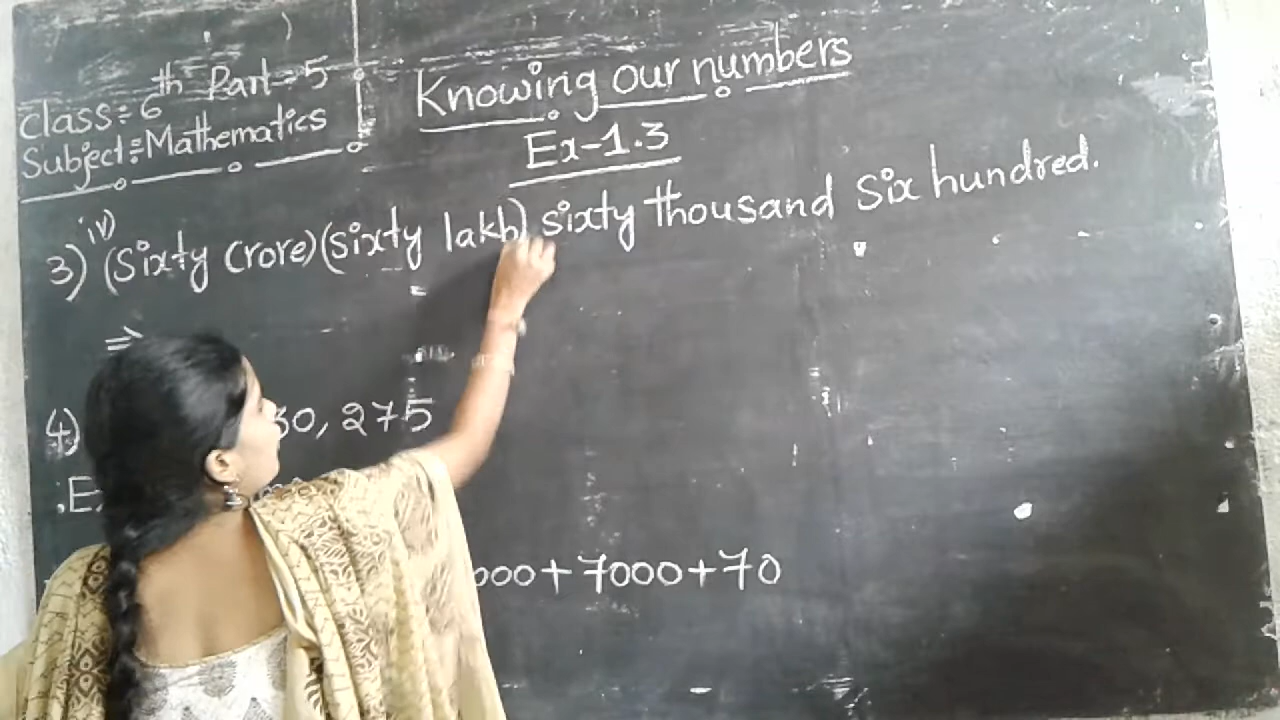 class:- 6th Part-5
Subject:- Mathematics
Knowing our numbers
Ex-1.3
3) iv) (Sixty crore)(sixty lakh) sixty thousand Six hundred.
⇒
4) 30, 275
.E
000+7000+70